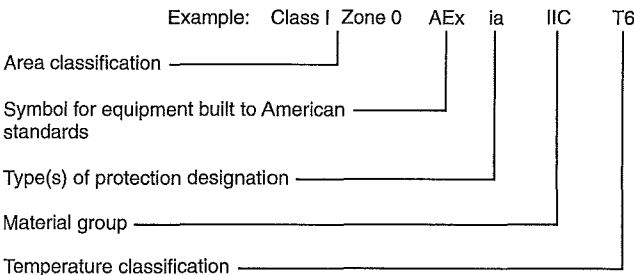 Example: Class I Zone 0 AEx ia IIC T6
Area classification
Symbol for equipment built to American
standards
Type(s) of protection designation
Material group
Temperature classification